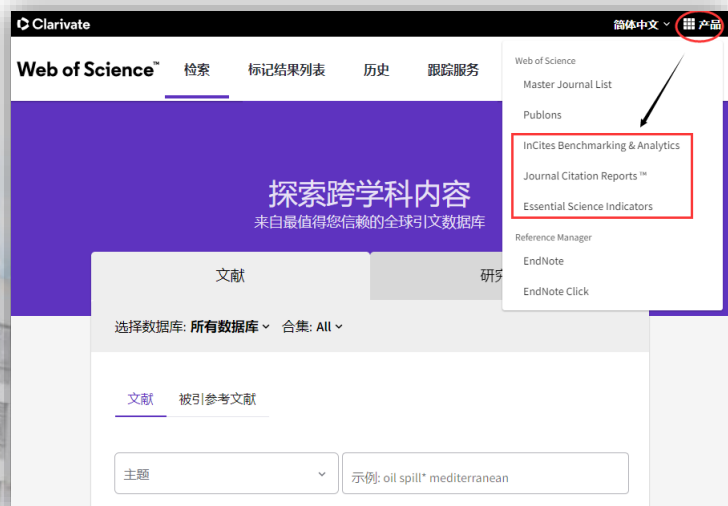 Clarivate
简体中文 产品
Web of Science™ 检索 标记结果列表 历史 跟踪服务
Web of Science
Master Journal List
Publons
InCites Benchmarking & Analytics
Journal Citation Reports ™
Essential Science Indicators
Reference Manager
EndNote
EndNote Click
探索跨学科内容
来自最值得您信赖的全球引文数据库
文献 研究
选择数据库: 所有数据库 合集: All
文献 被引参考文献
主题 示例: oil spill* mediterranean